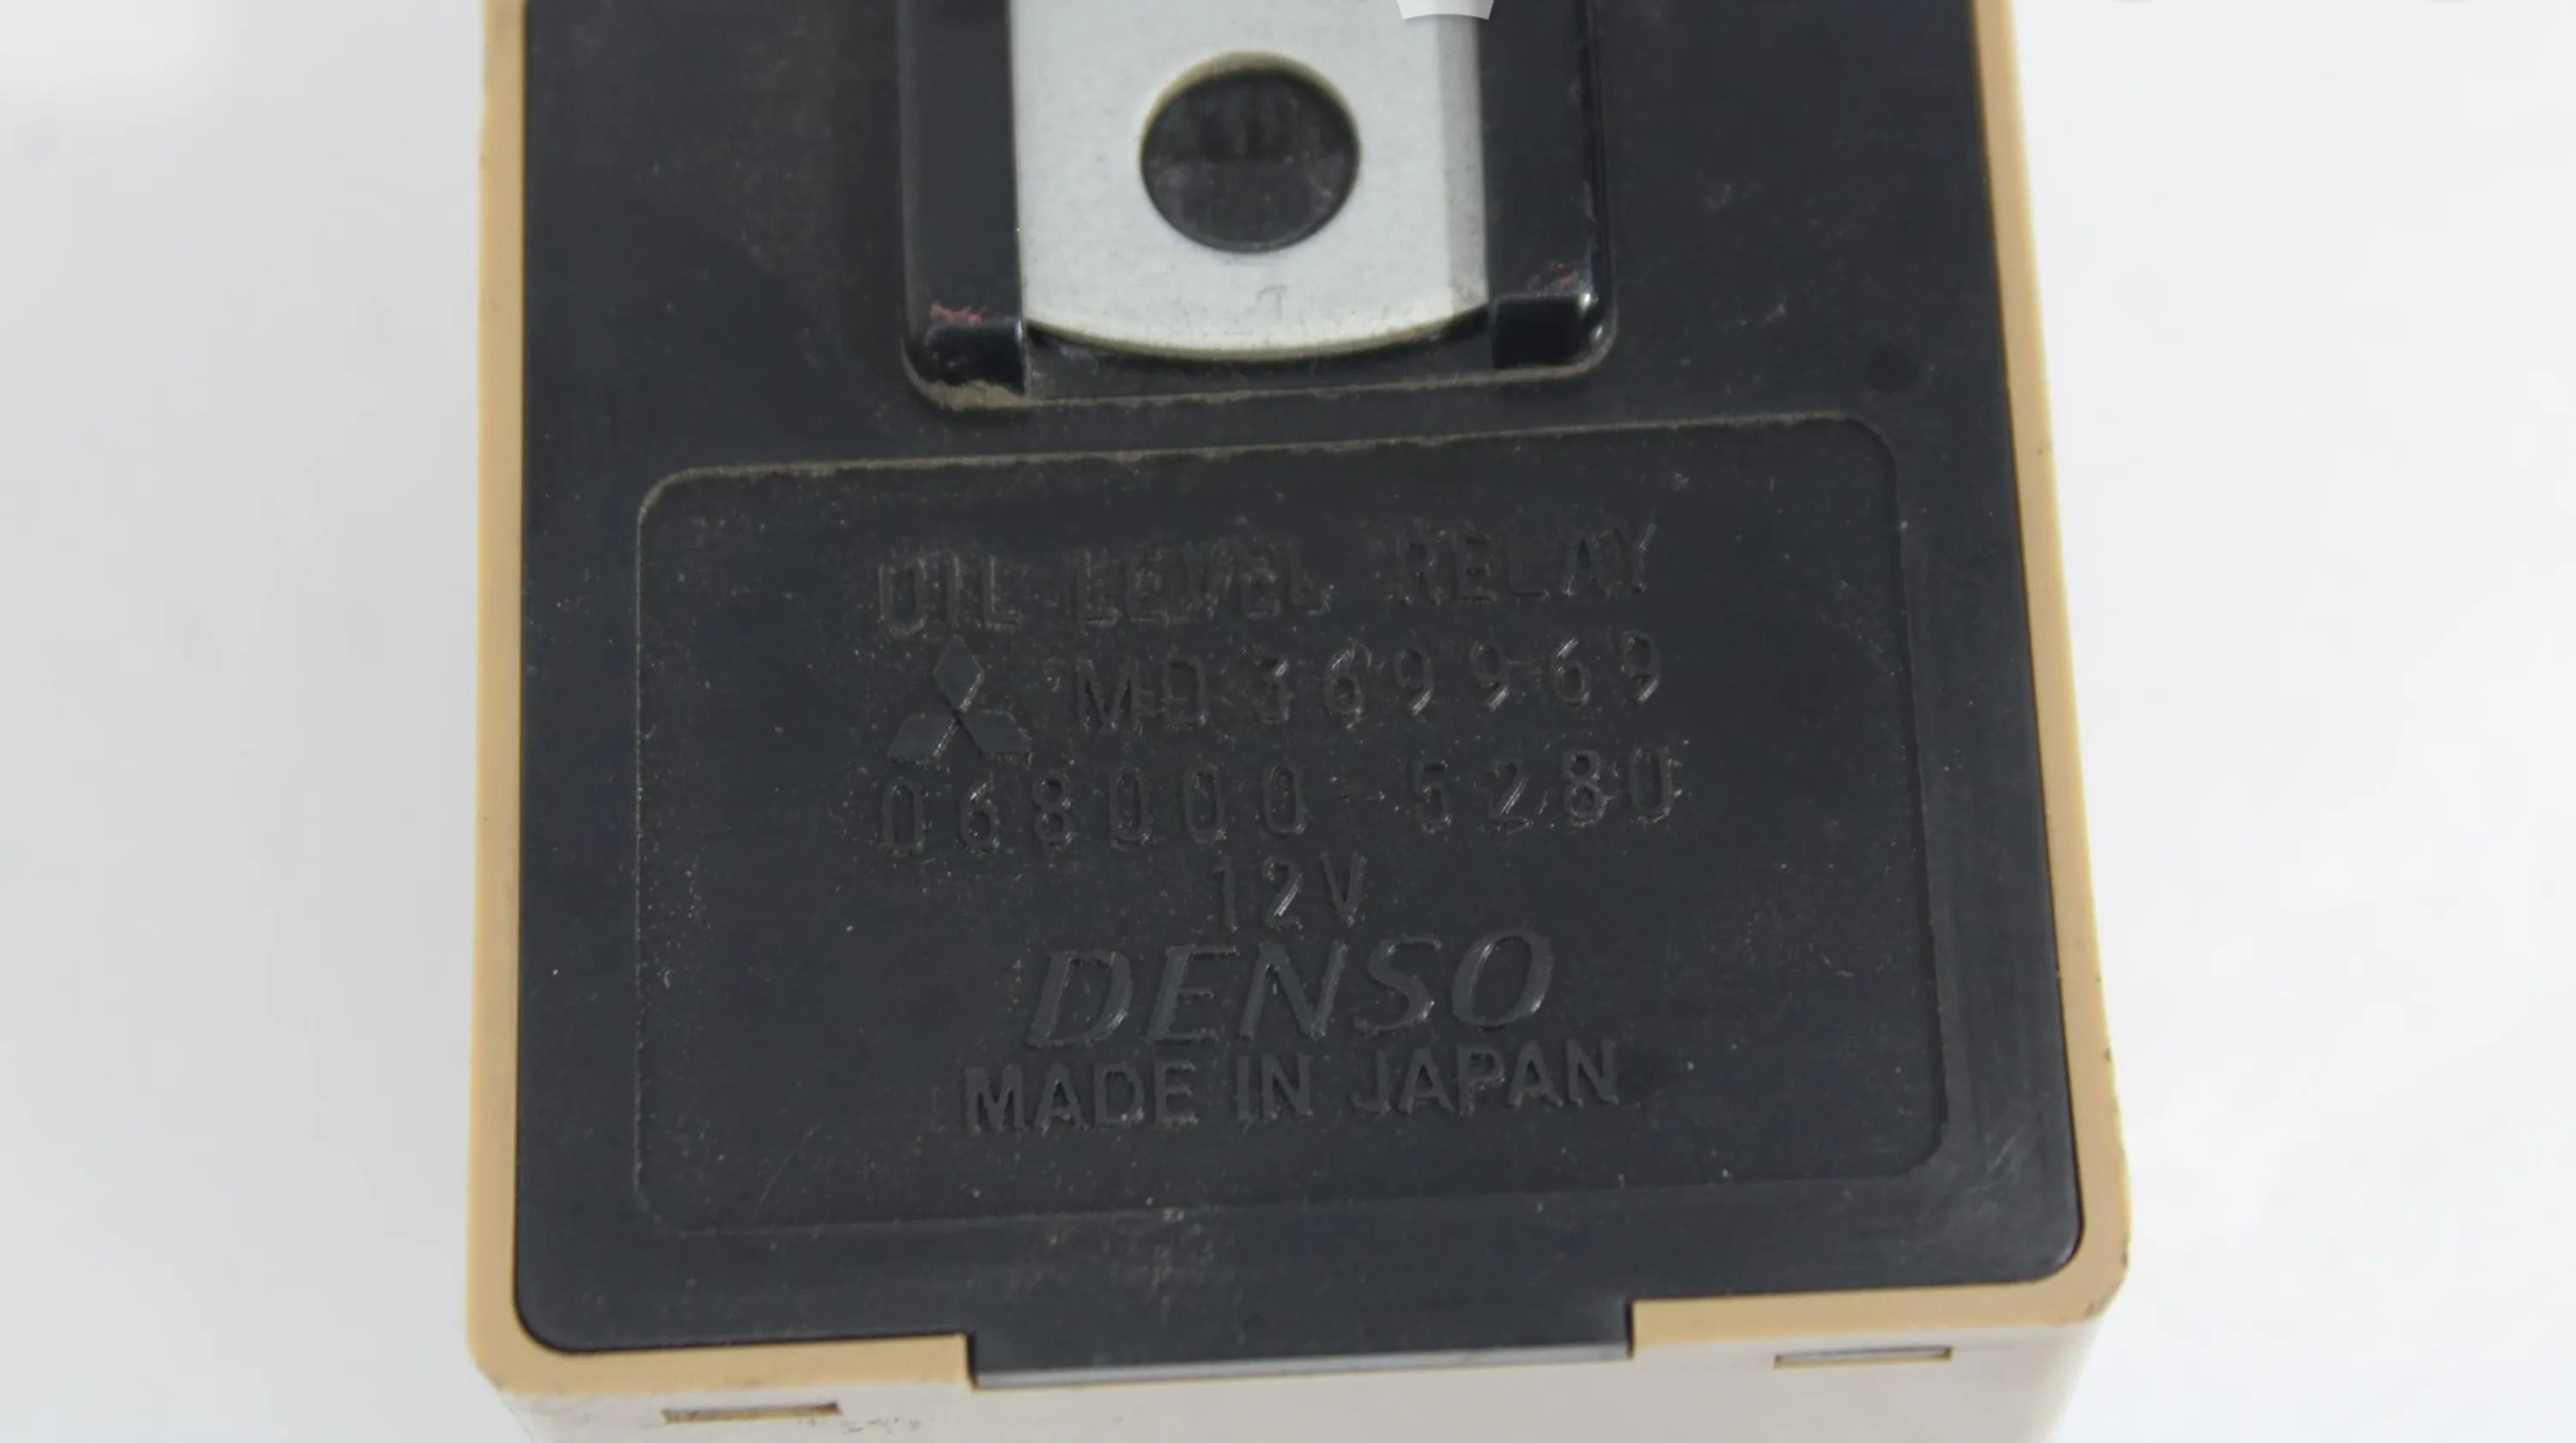 OIL LEVEL RELAY
MD369969
068000-5280
12V
DENSO
MADE IN JAPAN